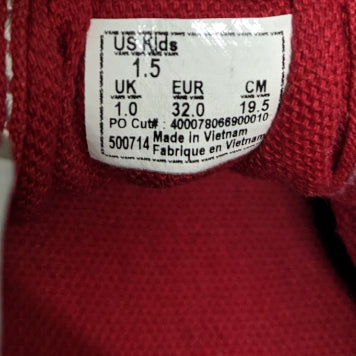 US Kids
1.5
UK EUR CM
1.0 32.0 19.5
PO Cut# : 400078066900010
500714 Made in Vietnam
Fabrique en Vietnam